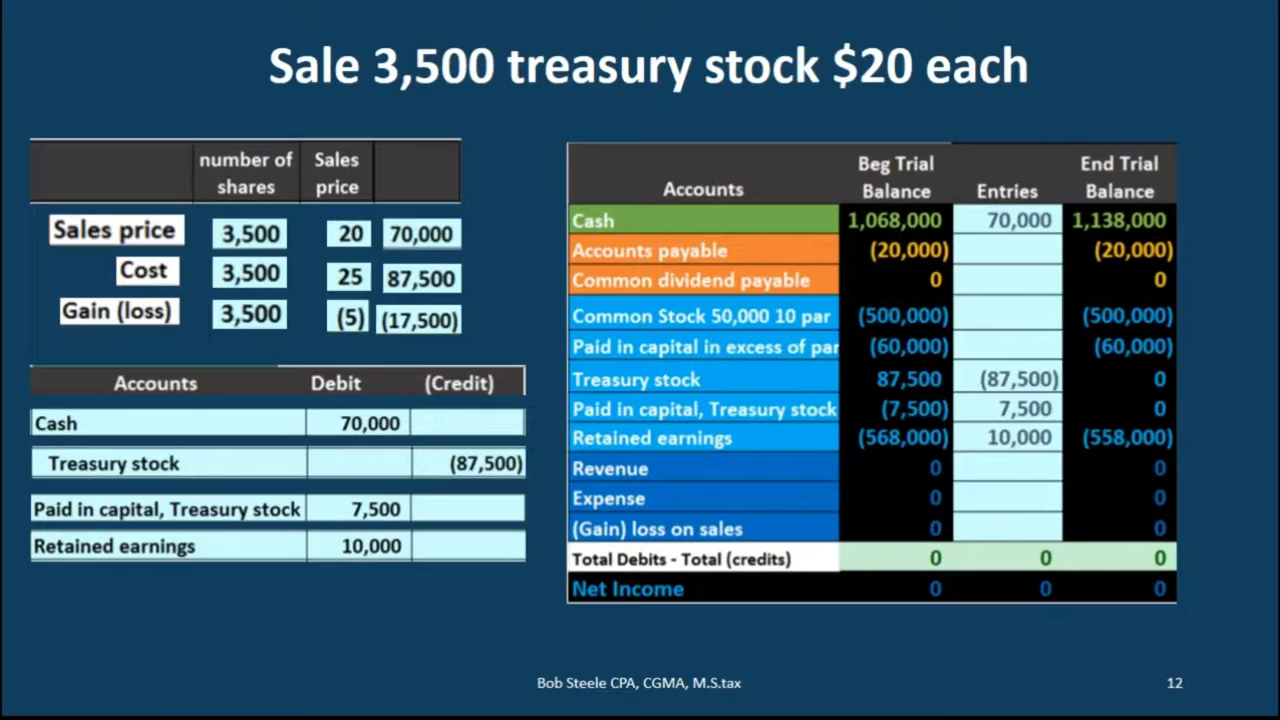 Sale 3,500 treasury stock $20 each
number of shares Sales price
Sales price 3,500 20 70,000
Cost 3,500 25 87,500
Gain (loss) 3,500 (5) (17,500)
Accounts Debit (Credit)
Cash 70,000
Treasury stock (87,500)
Paid in capital, Treasury stock 7,500
Retained earnings 10,000
Accounts Beg Trial Balance Entries End Trial Balance
Cash 1,068,000 70,000 1,138,000
Accounts payable (20,000) (20,000)
Common dividend payable 0 0
Common Stock 50,000 10 par (500,000) (500,000)
Paid in capital in excess of par (60,000) (60,000)
Treasury stock 87,500 (87,500) 0
Paid in capital, Treasury stock (7,500) 7,500 0
Retained earnings (568,000) 10,000 (558,000)
Revenue 0 0
Expense 0 0
(Gain) loss on sales 0 0
Total Debits - Total (credits) 0 0 0
Net Income 0 0 0
Bob Steele CPA, CGMA, M.S.tax
12